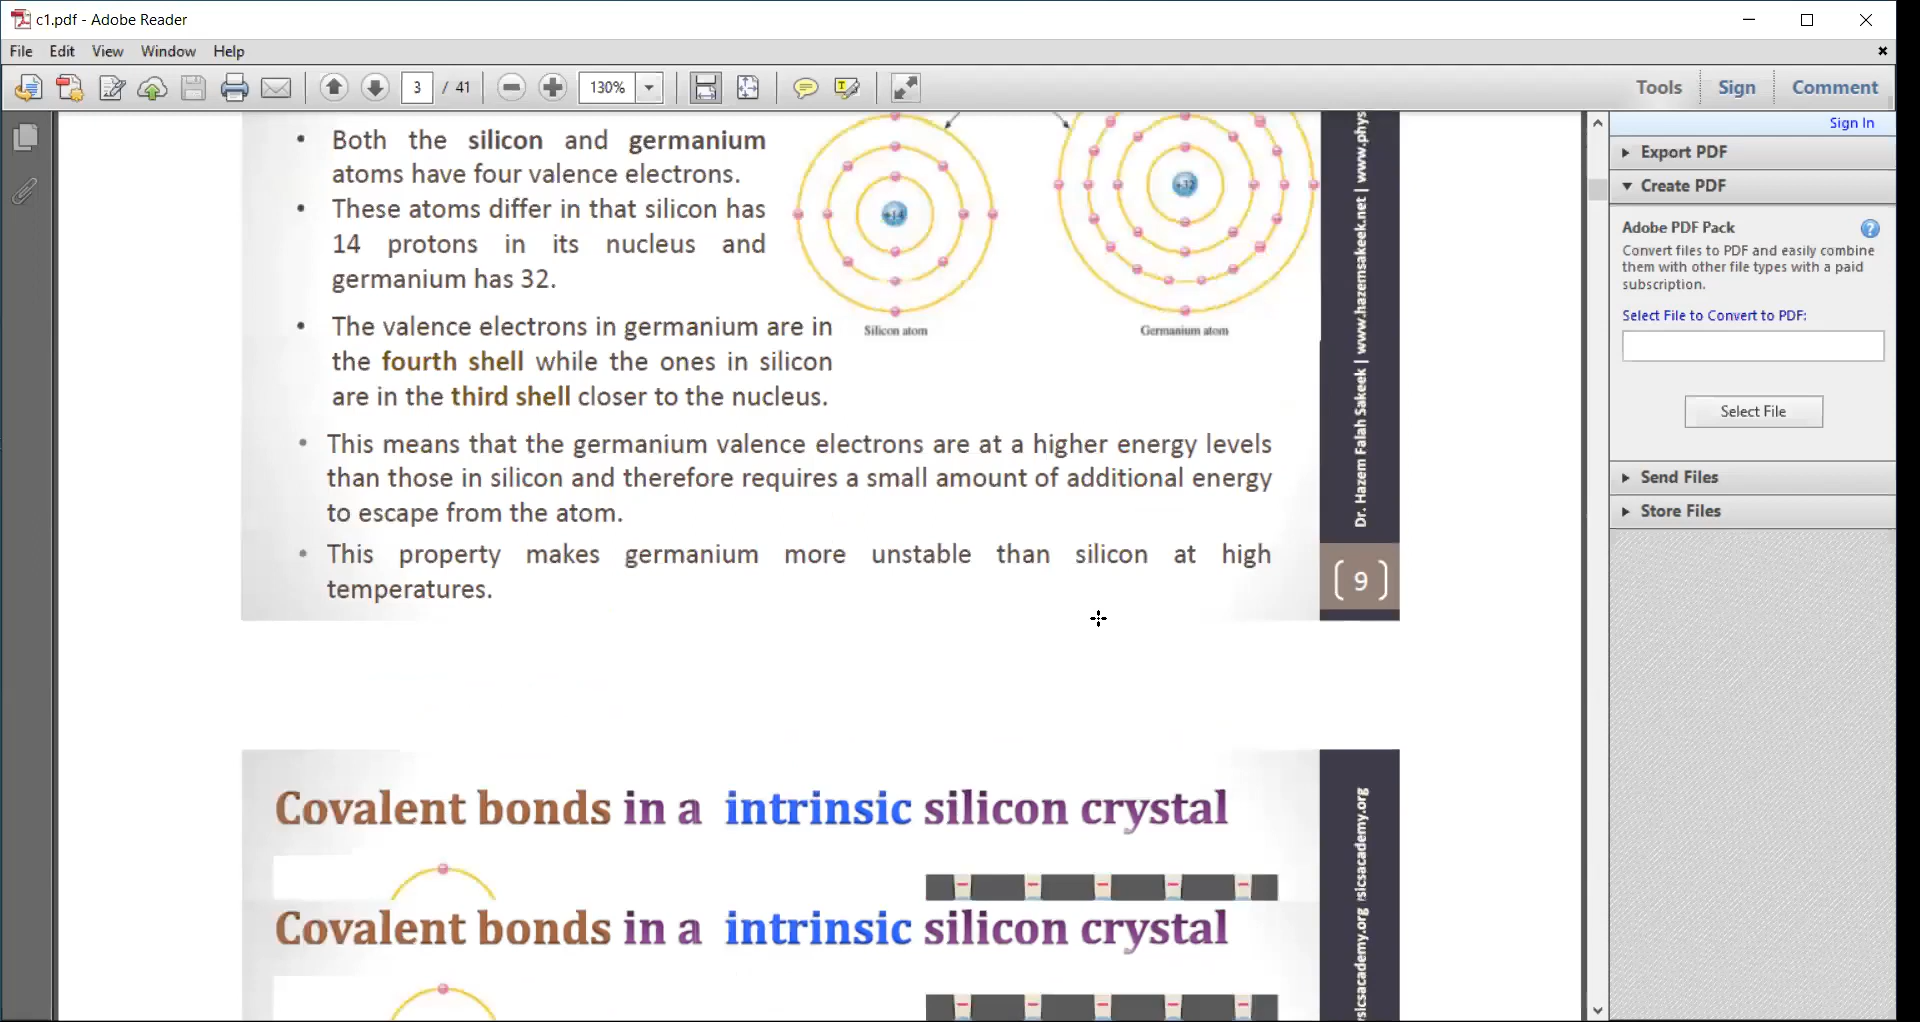 c1.pdf - Adobe Reader
File Edit View Window Help
3 / 41 130% Tools Sign Comment
Sign In
Export PDF
Create PDF
Adobe PDF Pack
Convert files to PDF and easily combine
them with other file types with a paid
subscription.
Select File to Convert to PDF:
Select File
Send Files
Store Files
• Both the silicon and germanium
atoms have four valence electrons.
• These atoms differ in that silicon has
14 protons in its nucleus and
germanium has 32.
• The valence electrons in germanium are in
the fourth shell while the ones in silicon
are in the third shell closer to the nucleus.
• This means that the germanium valence electrons are at a higher energy levels
than those in silicon and therefore requires a small amount of additional energy
to escape from the atom.
• This property makes germanium more unstable than silicon at high
temperatures.
+14
+32
Silicon atom
Germanium atom
Dr. Hazem Falah Sakeek | www.hazemsakeek.net | www.phys
9
Covalent bonds in a intrinsic silicon crystal
sicsacademy.org
Covalent bonds in a intrinsic silicon crystal
sicsacademy.org